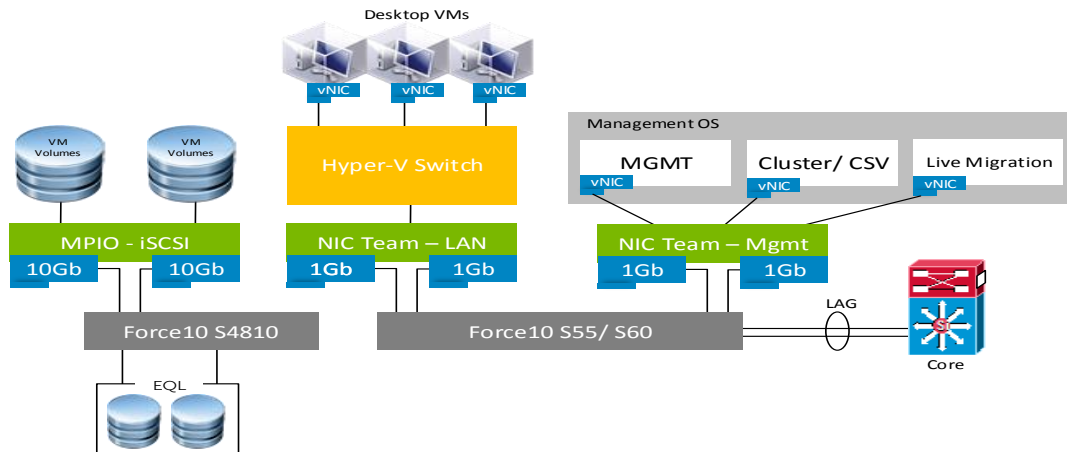 Desktop VMs
vNIC
vNIC
vNIC
VM
Volumes
VM
Volumes
Hyper-V Switch
Management OS
MGMT
Cluster/ CSV
Live Migration
vNIC
vNIC
vNIC
MPIO - iSCSI
10Gb
10Gb
NIC Team – LAN
1Gb
1Gb
NIC Team – Mgmt
1Gb
1Gb
Force10 S4810
Force10 S55/ S60
LAG
Si
Core
EQL